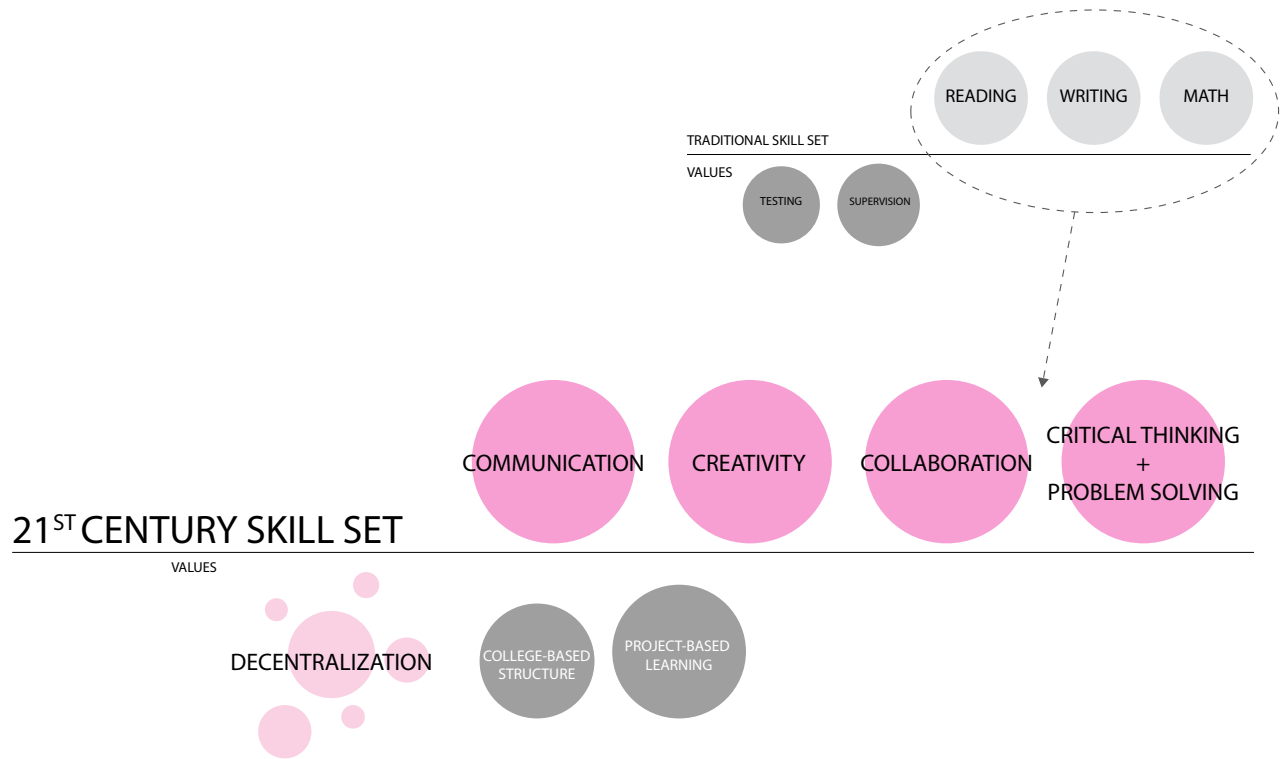 READING
WRITING
MATH
TRADITIONAL SKILL SET
VALUES
TESTING
SUPERVISION
COMMUNICATION
CREATIVITY
COLLABORATION
CRITICAL THINKING
+
PROBLEM SOLVING
21ST CENTURY SKILL SET
VALUES
DECENTRALIZATION
COLLEGE-BASED
STRUCTURE
PROJECT-BASED
LEARNING